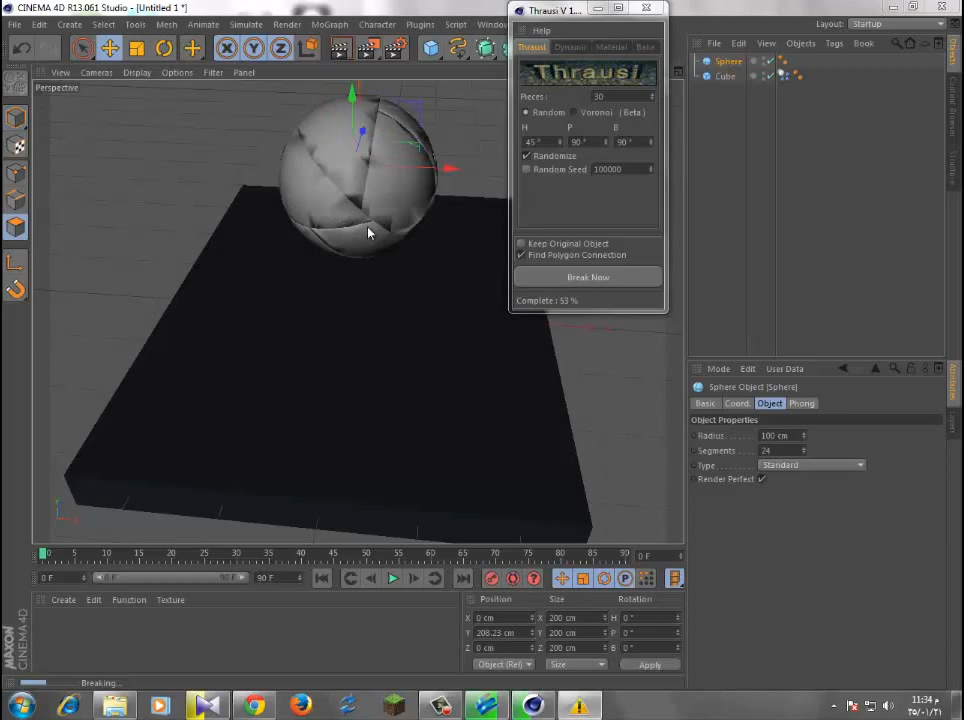 CINEMA 4D R13.061 Studio - [Untitled 1 *]
File Edit Create Select Tools Mesh Animate Simulate Render MoGraph Character Plugins Script Window
Layout: Startup
View Cameras Display Options Filter Panel
Perspective
Thrausi V 1....
Help
Thrausi Dynamic Material Bake
Thrausi
Pieces: 30
Random Voronoi (Beta)
H P B
45° 90° 90°
Randomize
Random Seed 100000
Keep Original Object
Find Polygon Connection
Break Now
Complete : 53 %
File Edit View Objects Tags Book
Sphere
Cube
Objects
Content Browser
Mode Edit User Data
Sphere Object [Sphere]
Basic Coord. Object Phong
Object Properties
Radius 100 cm
Segments 24
Type Standard
Render Perfect
Attributes
Layers
0 5 10 15 20 25 30 35 40 45 50 55 60 65 70 75 80 85 90 0 F
0 F 0 F 90 F 90 F
Create Edit Function Texture
Position Size Rotation
X 0 cm X 200 cm H 0 °
Y 208.23 cm Y 200 cm P 0 °
Z 0 cm Z 200 cm B 0 °
Object (Rel) Size Apply
MAXON
CINEMA 4D
Breaking...
11:34 م